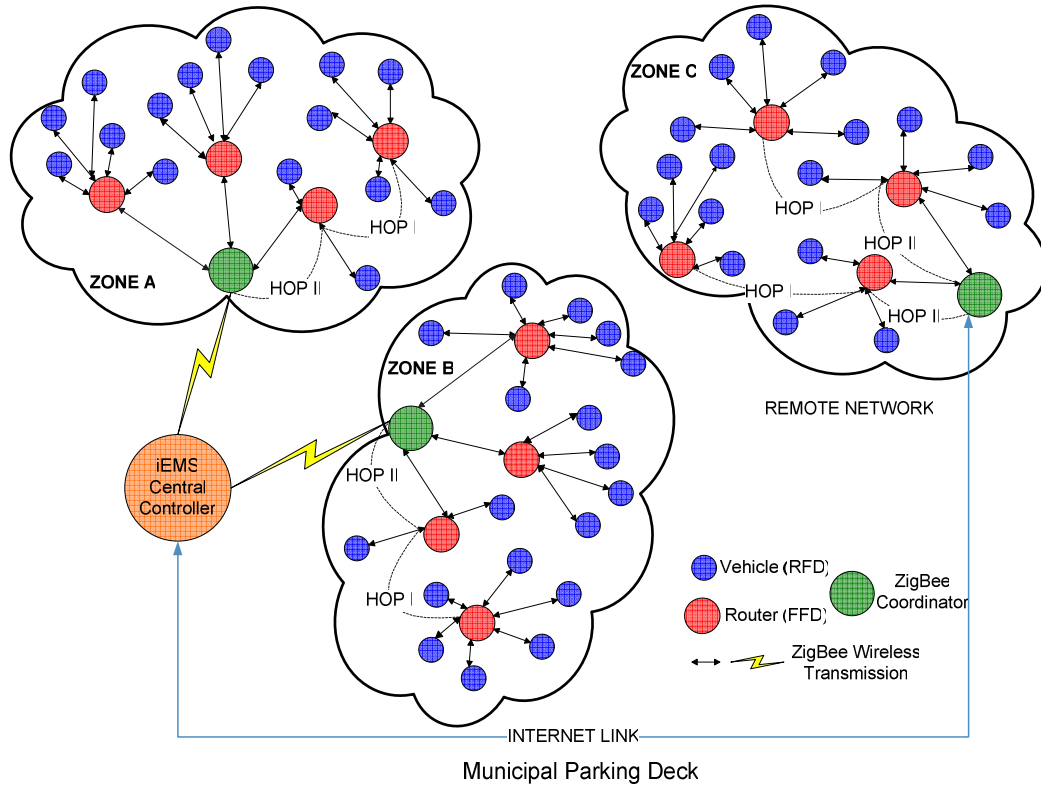 ZONE C
HOP I
HOP I
HOP II
ZONE A
HOP II
HOP I
HOP II
ZONE B
REMOTE NETWORK
iEMS
Central
Controller
HOP II
HOP I
Vehicle (RFD)
Router (FFD)
ZigBee
Coordinator
ZigBee Wireless
Transmission
INTERNET LINK
Municipal Parking Deck